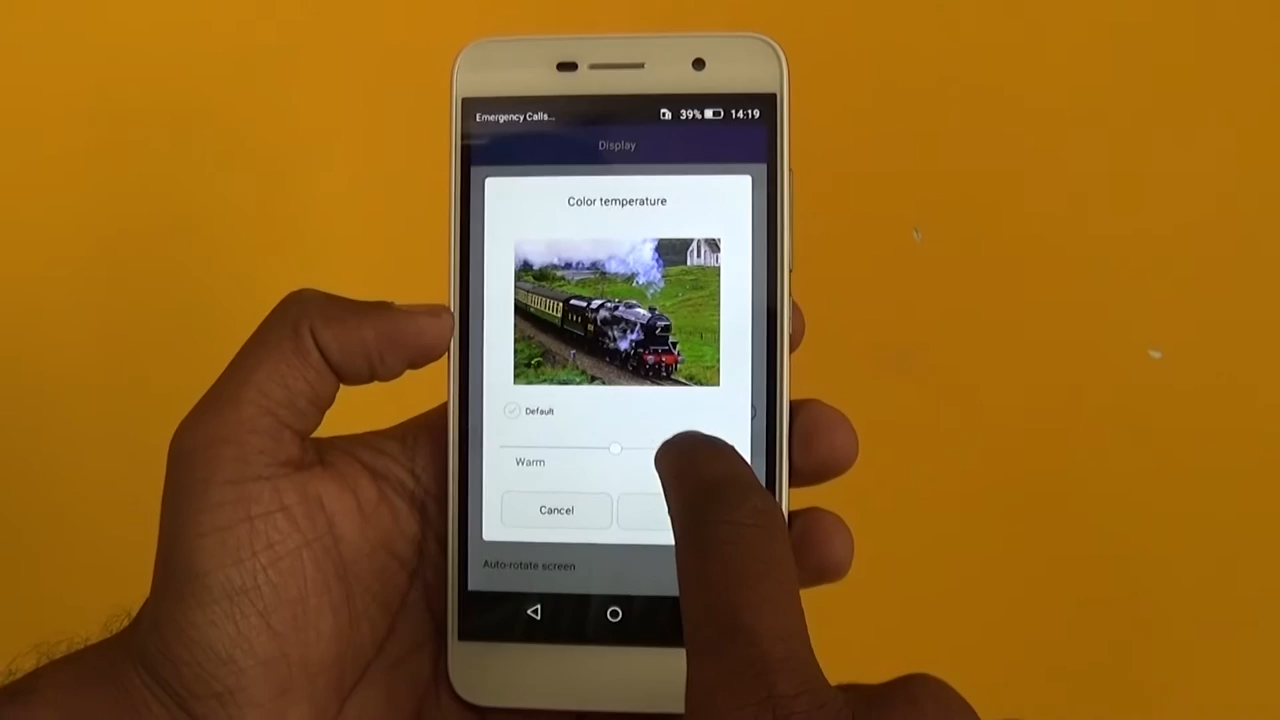 Emergency Calls... 39% 14:19
Display
Color temperature
Default
Warm
Cancel
Auto-rotate screen